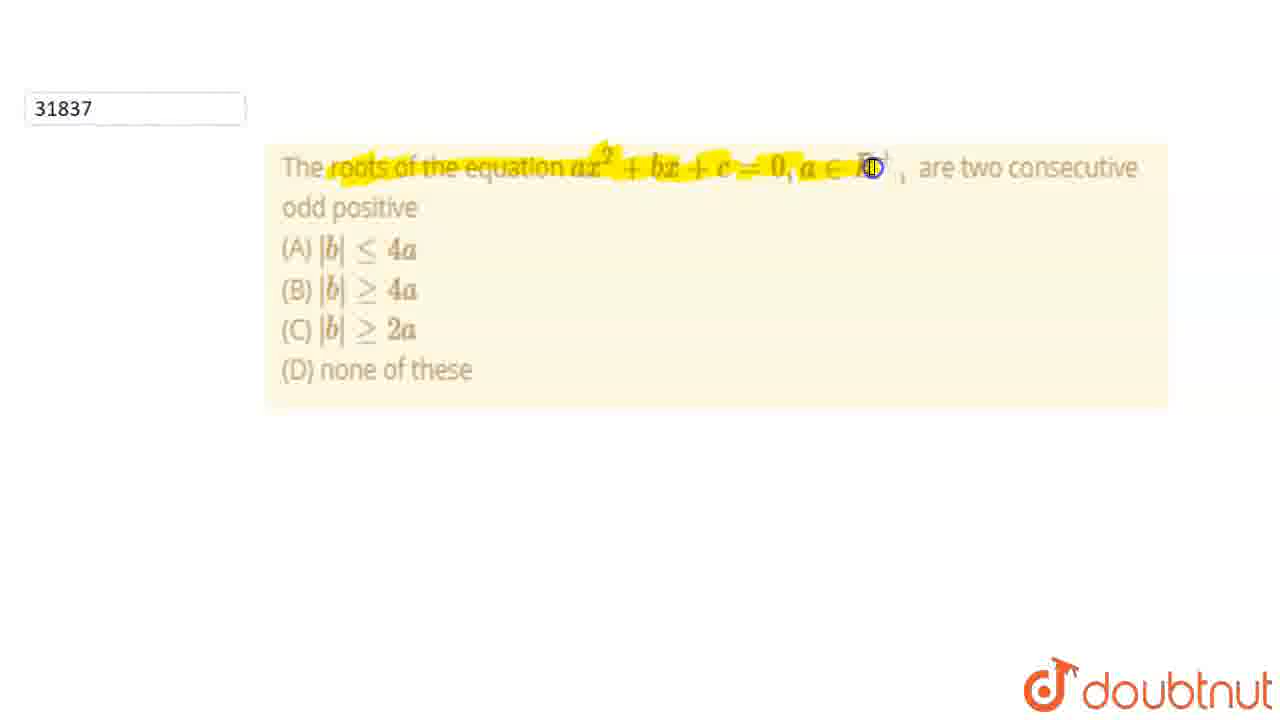 31837
The roots of the equation ax² + bx + c = 0, a ∈ R⁺, are two consecutive
odd positive
(A) |b| ≤ 4a
(B) |b| ≥ 4a
(C) |b| ≥ 2a
(D) none of these
doubtnut